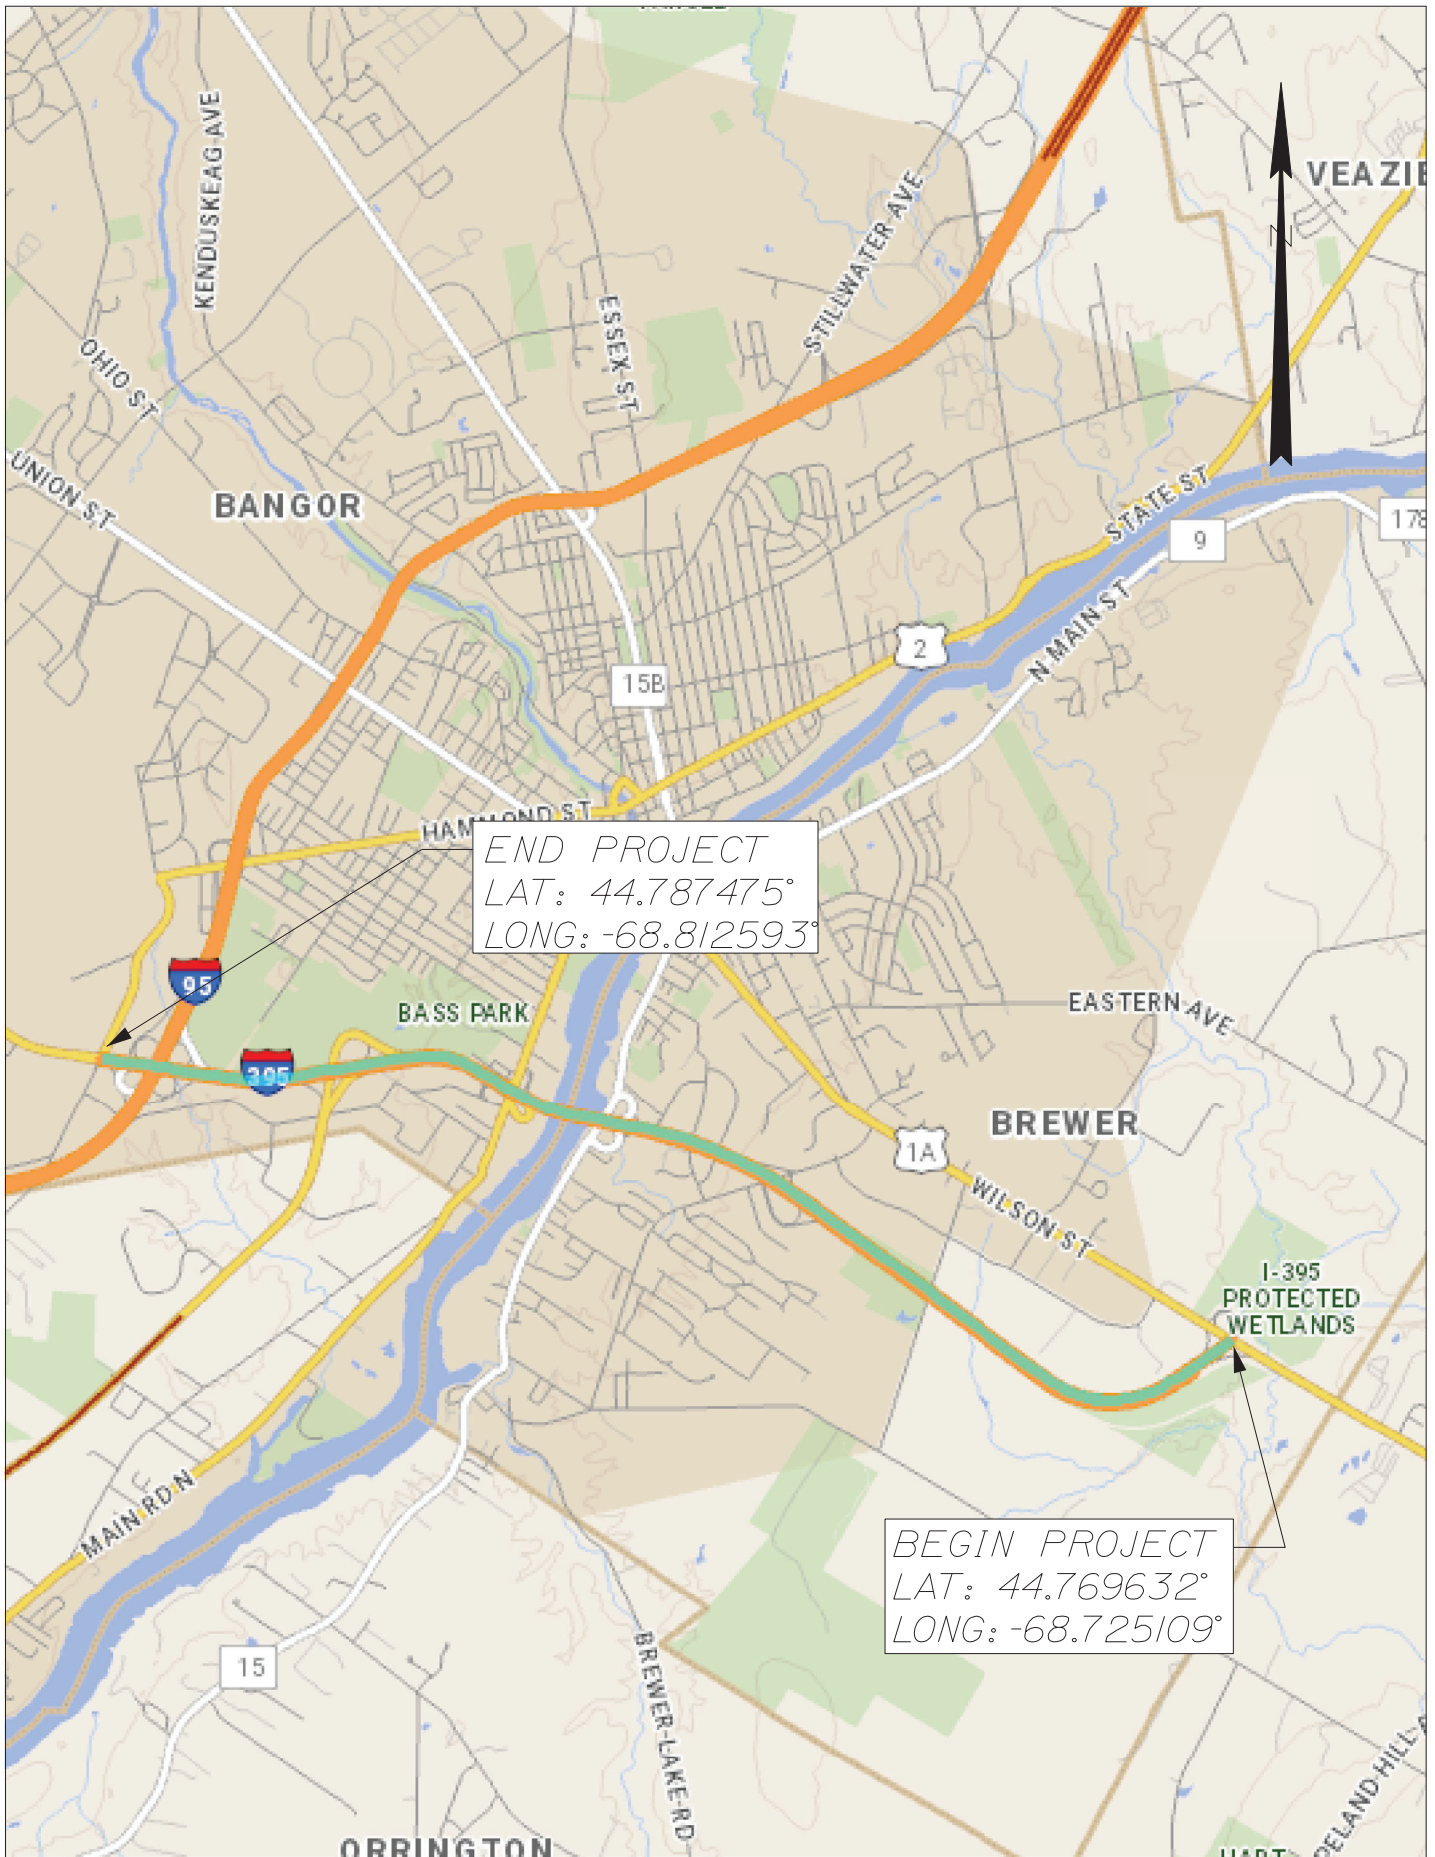 VEAZIE
KENDUSKEAG AVE
STILLWATER AVE
ESSEX ST
OHIO ST
UNION ST
BANGOR
STATE ST
9
178
N MAIN ST
2
15B
HAMMOND ST
END PROJECT
LAT: 44.787475°
LONG: -68.812593°
95
BASS PARK
EASTERN AVE
395
BREWER
1A
WILSON ST
I-395
PROTECTED
WETLANDS
MAIN RD N
BEGIN PROJECT
LAT: 44.769632°
LONG: -68.725109°
15
BREWER LAKE RD
ORRINGTON
PELAND HILL
HART
N